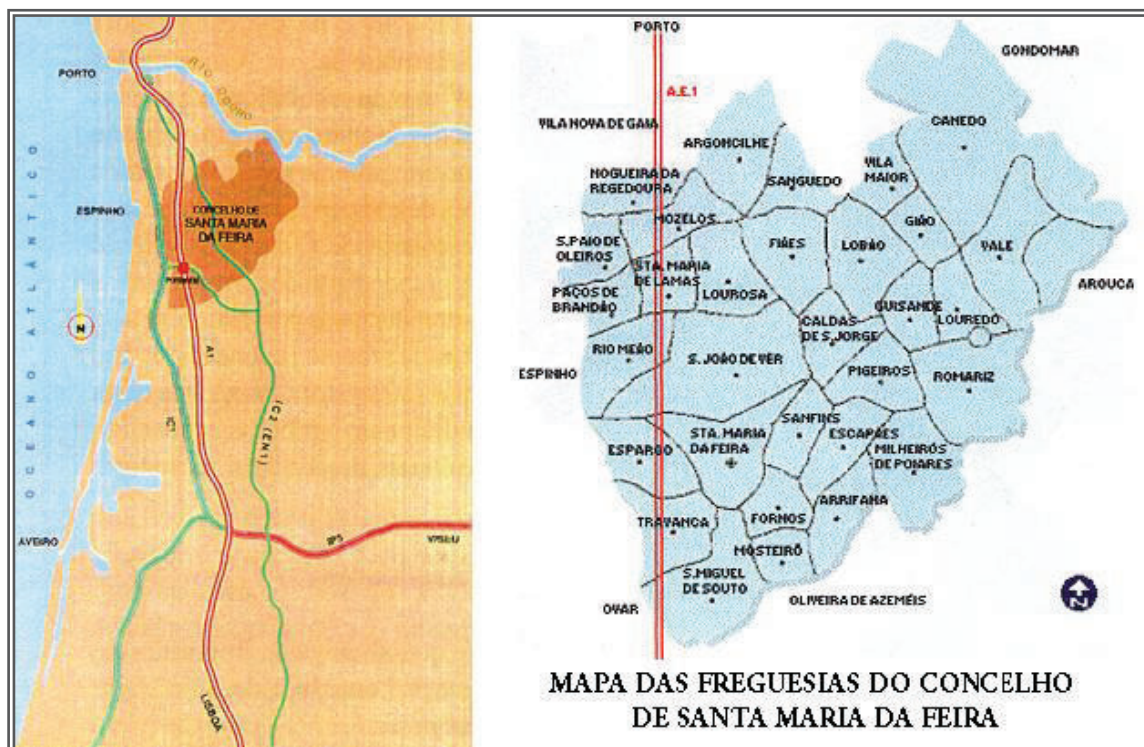 PORTO
RIO DOURO
OCEANO ATLÂNTICO
ESPINHO
CONCELHO DE
SANTA MARIA
DA FEIRA
N
A1
IC1
IC2 (EN1)
AVEIRO
IP5
VISEU
LISBOA
PORTO
A.E.1
GONDOMAR
VILA NOVA DE GAIA
CANEDO
ARGONCILHE
NOGUEIRA DA
REGEDOURA
SANGUEDO
VILA
MAIOR
MOZELOS
GIÃO
S. PAIO DE
OLEIROS
FIÃES
LOBÃO
VALE
STA. MARIA
DE LAMAS
LOUROSA
AROUCA
PAÇOS DE
BRANDÃO
GUISANDE
LOUREDO
CALDAS
DE S. JORGE
RIO MEÃO
S. JOÃO DE VER
ESPINHO
PIGEIROS
ROMARIZ
SANFINS
STA. MARIA
DA FEIRA
ESCAPÃES
ESPARGO
MILHEIRÓS
DE POIARES
ARRIFANA
TRAVANCA
FORNOS
MOSTEIRÓ
S. MIGUEL
DE SOUTO
OVAR
OLIVEIRA DE AZEMÉIS
N
MAPA DAS FREGUESIAS DO CONCELHO
DE SANTA MARIA DA FEIRA